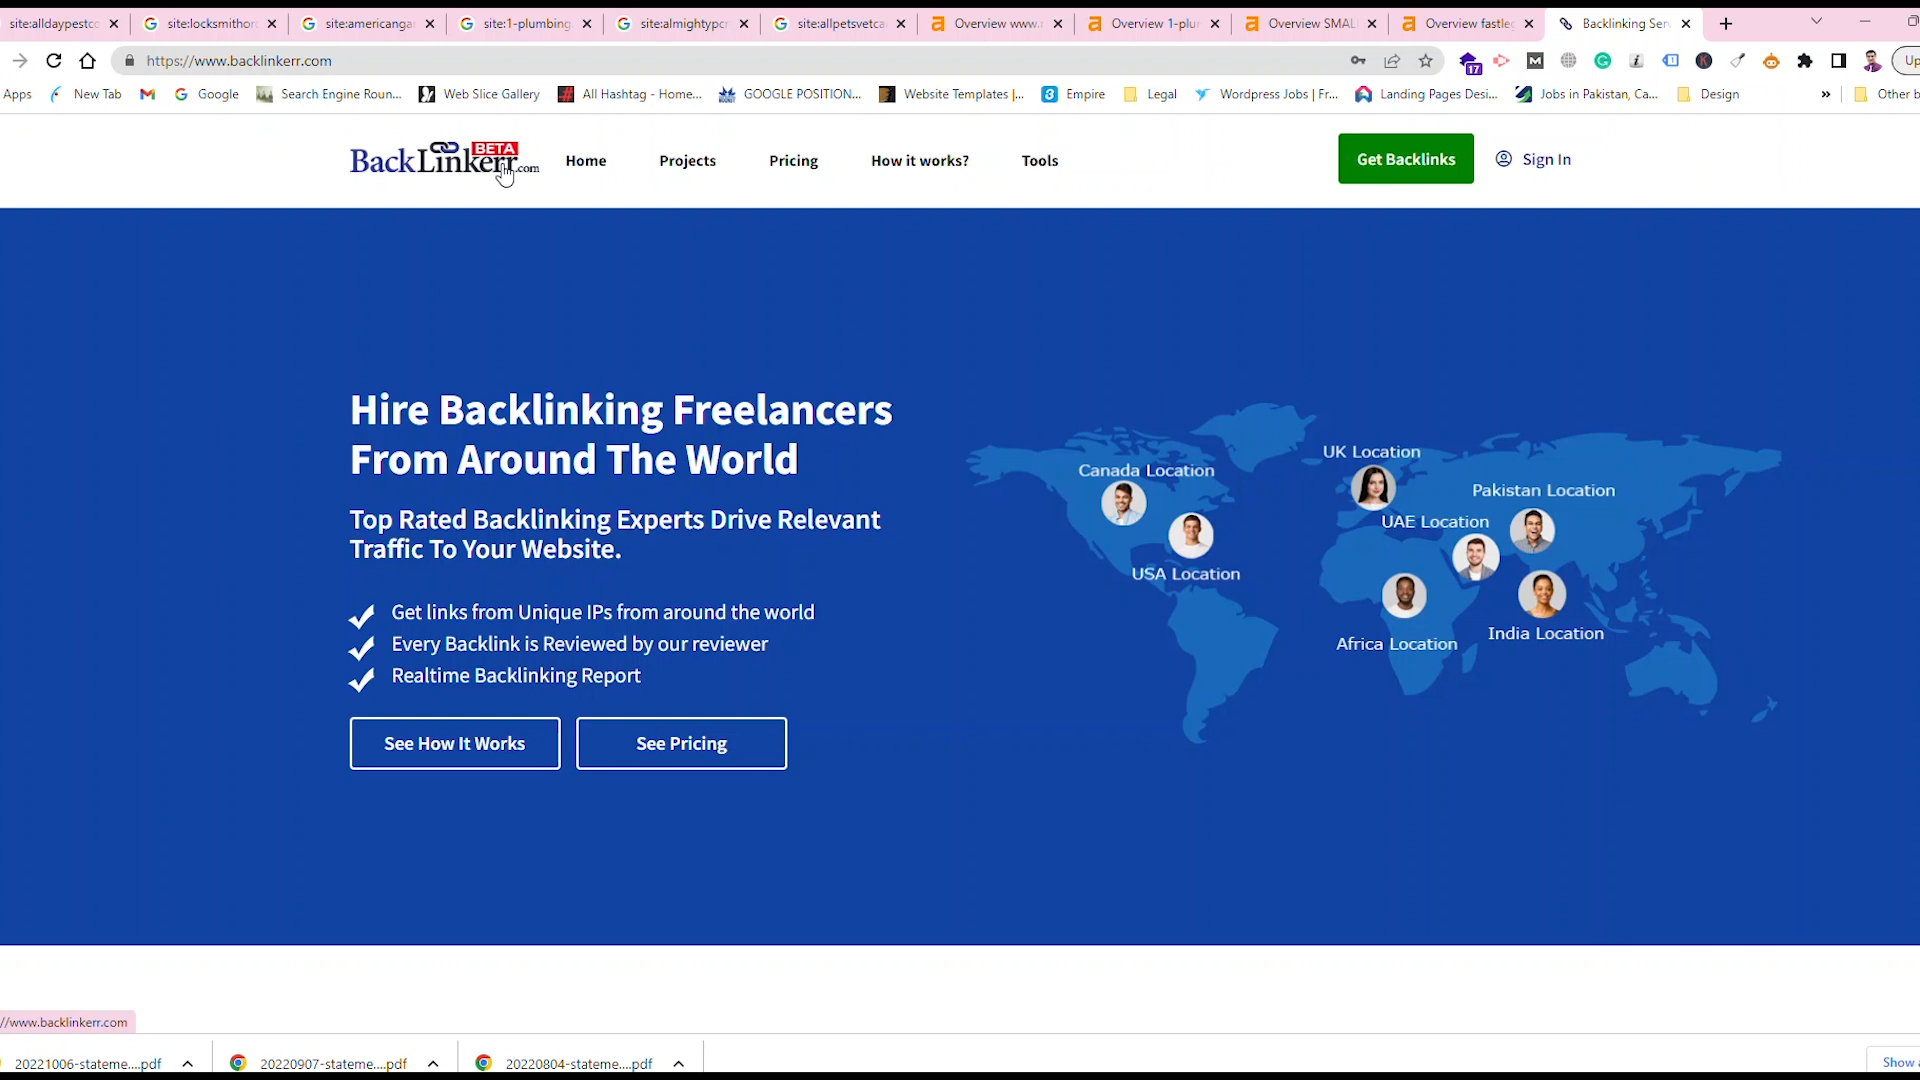 site:alldaypestco
site:locksmithor
site:americanga
site:1-plumbing
site:almightypcr
site:allpetsvetca
Overview www.
Overview 1-plu
Overview SMAL
Overview fastle
Backlinking Ser
https://www.backlinkerr.com
17
Up
Apps
New Tab
Google
Search Engine Roun...
Web Slice Gallery
All Hashtag - Home...
GOOGLE POSITION...
Website Templates |...
Empire
Legal
Wordpress Jobs | Fr...
Landing Pages Desi...
Jobs in Pakistan, Ca...
Design
»
Other b
BackLinkerr.com
BETA
Home
Projects
Pricing
How it works?
Tools
Get Backlinks
Sign In
Hire Backlinking Freelancers
From Around The World
Top Rated Backlinking Experts Drive Relevant
Traffic To Your Website.
Get links from Unique IPs from around the world
Every Backlink is Reviewed by our reviewer
Realtime Backlinking Report
See How It Works
See Pricing
Canada Location
USA Location
UK Location
Pakistan Location
UAE Location
Africa Location
India Location
//www.backlinkerr.com
20221006-stateme....pdf
20220907-stateme....pdf
20220804-stateme....pdf
Show